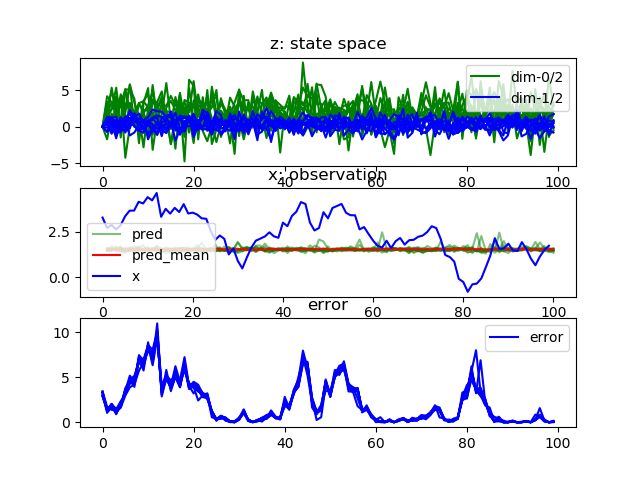 z: state space
dim-0/2
dim-1/2
5
0
−5
0 20 40 60 80 100
x: observation
pred
pred_mean
x
2.5
0.0
0 20 40 60 80 100
error
error
10
5
0
0 20 40 60 80 100